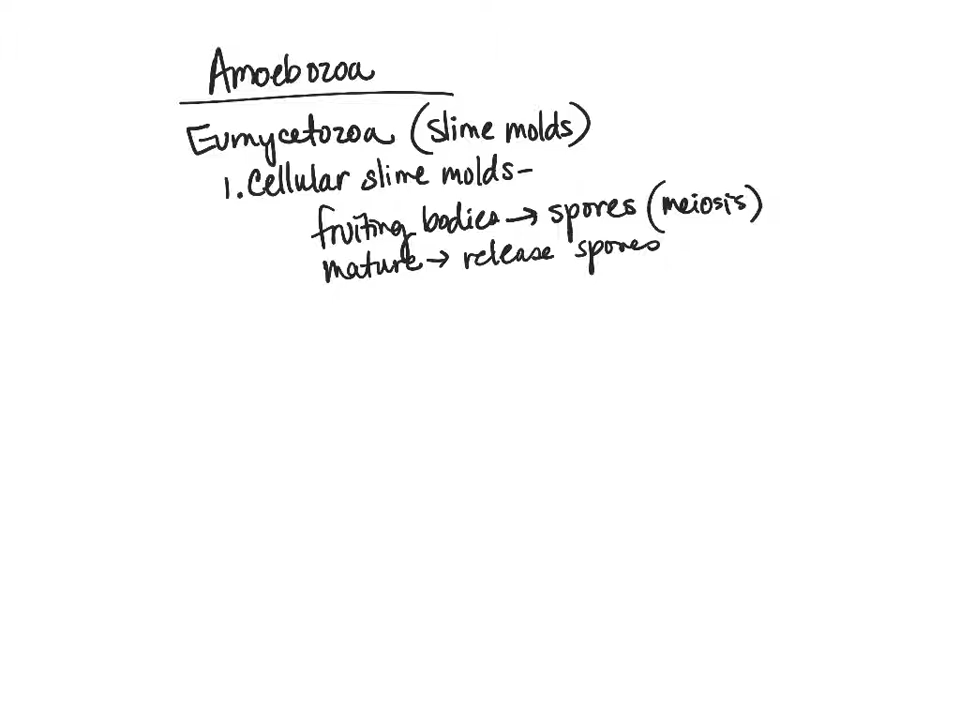 Amoebozoa
Eumycetozoa (slime molds)
1. Cellular slime molds-
fruiting bodies → spores (meiosis)
mature → release spores